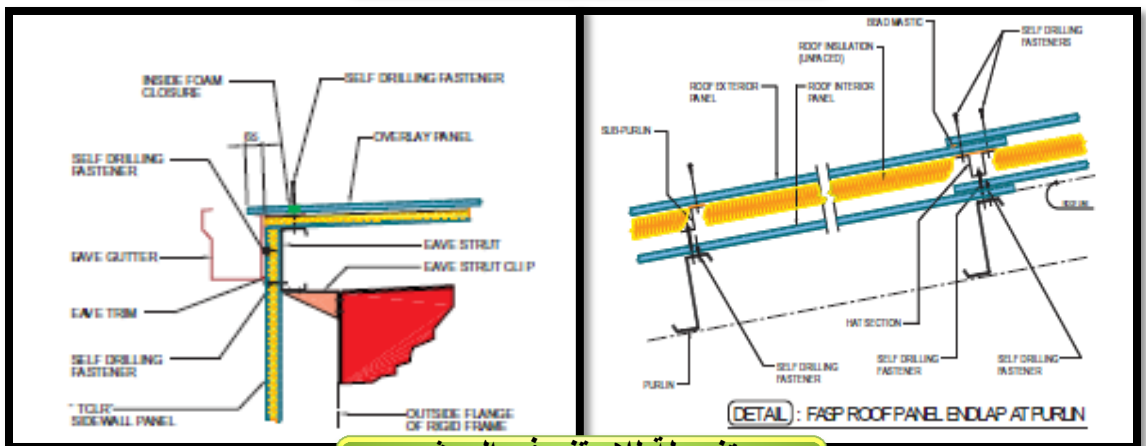 INSIDE FOAM
CLOSURE
SELF DRILLING FASTENER
OVERLAY PANEL
SELF DRILLING
FASTENER
EAVE GUTTER
EAVE STRUT
EAVE STRUT CLIP
EAVE TRIM
SELF DRILLING
FASTENER
"TCLR"
SIDEWALL PANEL
OUTSIDE FLANGE
OF RIGID FRAME
BEAD MASTIC
SELF DRILLING
FASTENERS
ROOF INSULATION
(UNFACED)
ROOF EXTERIOR
PANEL
ROOF INTERIOR
PANEL
SUB-PURLIN
HAT SECTION
SELF DRILLING
FASTENER
SELF DRILLING
FASTENER
SELF DRILLING
FASTENER
PURLIN
DETAIL : FASP ROOF PANEL ENDLAP AT PURLIN